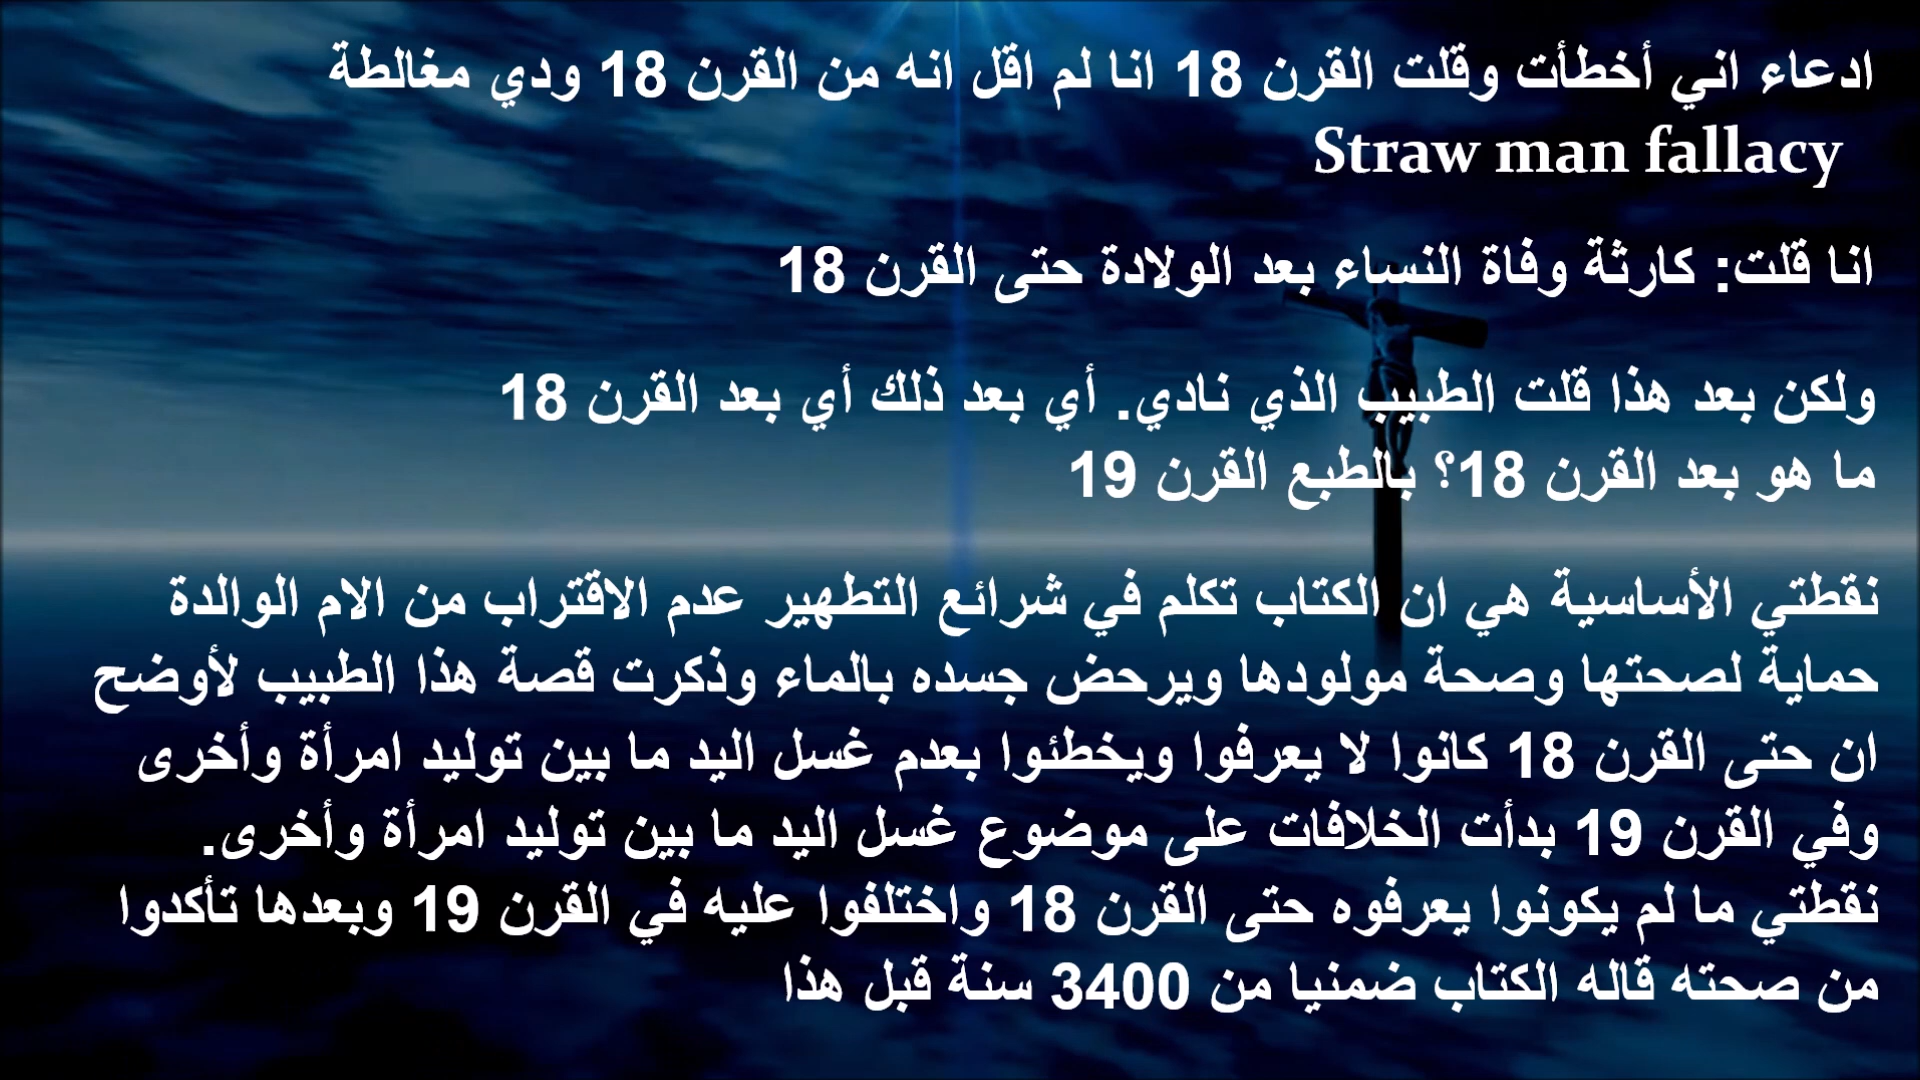 ادعاء اني أخطأت وقلت القرن 18 انا لم اقل انه من القرن 18 ودي مغالطة
Straw man fallacy
انا قلت: كارثة وفاة النساء بعد الولادة حتى القرن 18
ولكن بعد هذا قلت الطبيب الذي نادي. أي بعد ذلك أي بعد القرن 18
ما هو بعد القرن 18؟ بالطبع القرن 19
نقطتي الأساسية هي ان الكتاب تكلم في شرائع التطهير عدم الاقتراب من الام الوالدة
حماية لصحتها وصحة مولودها ويرحض جسده بالماء وذكرت قصة هذا الطبيب لأوضح
ان حتى القرن 18 كانوا لا يعرفوا ويخطئوا بعدم غسل اليد ما بين توليد امرأة وأخرى
وفي القرن 19 بدأت الخلافات على موضوع غسل اليد ما بين توليد امرأة وأخرى.
نقطتي ما لم يكونوا يعرفوه حتى القرن 18 واختلفوا عليه في القرن 19 وبعدها تأكدوا
من صحته قاله الكتاب ضمنيا من 3400 سنة قبل هذا